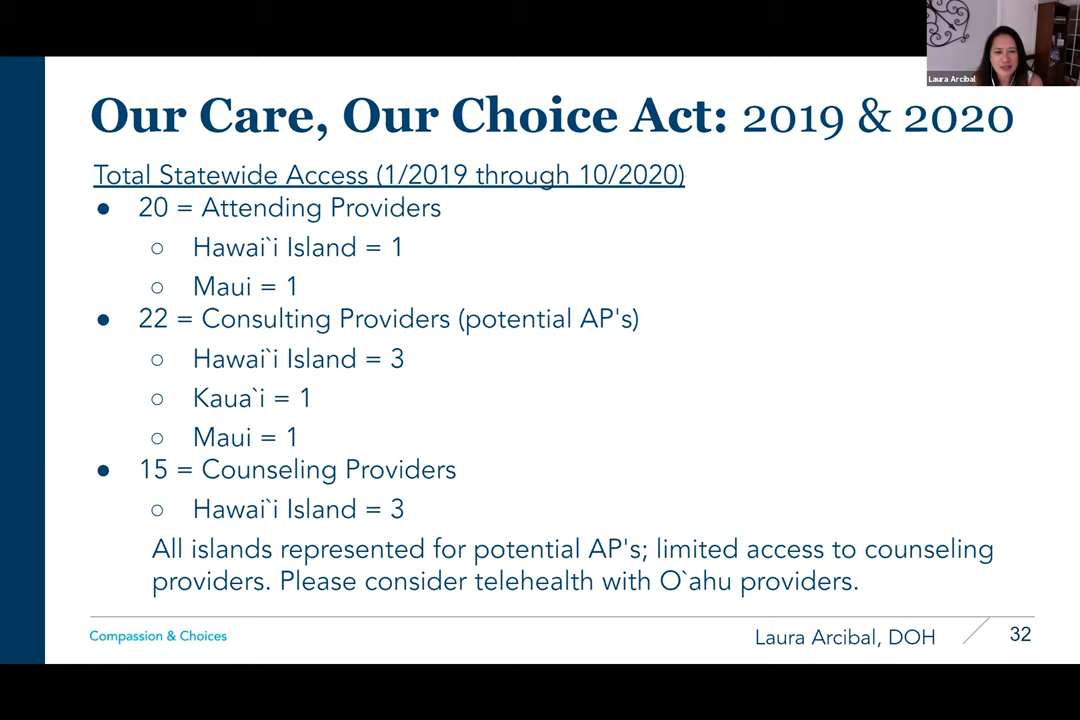 Laura Arcibal
Our Care, Our Choice Act: 2019 & 2020
Total Statewide Access (1/2019 through 10/2020)
● 20 = Attending Providers
○ Hawai`i Island = 1
○ Maui = 1
● 22 = Consulting Providers (potential AP's)
○ Hawai`i Island = 3
○ Kaua`i = 1
○ Maui = 1
● 15 = Counseling Providers
○ Hawai`i Island = 3
All islands represented for potential AP's; limited access to counseling
providers. Please consider telehealth with O`ahu providers.
Compassion & Choices
Laura Arcibal, DOH
32